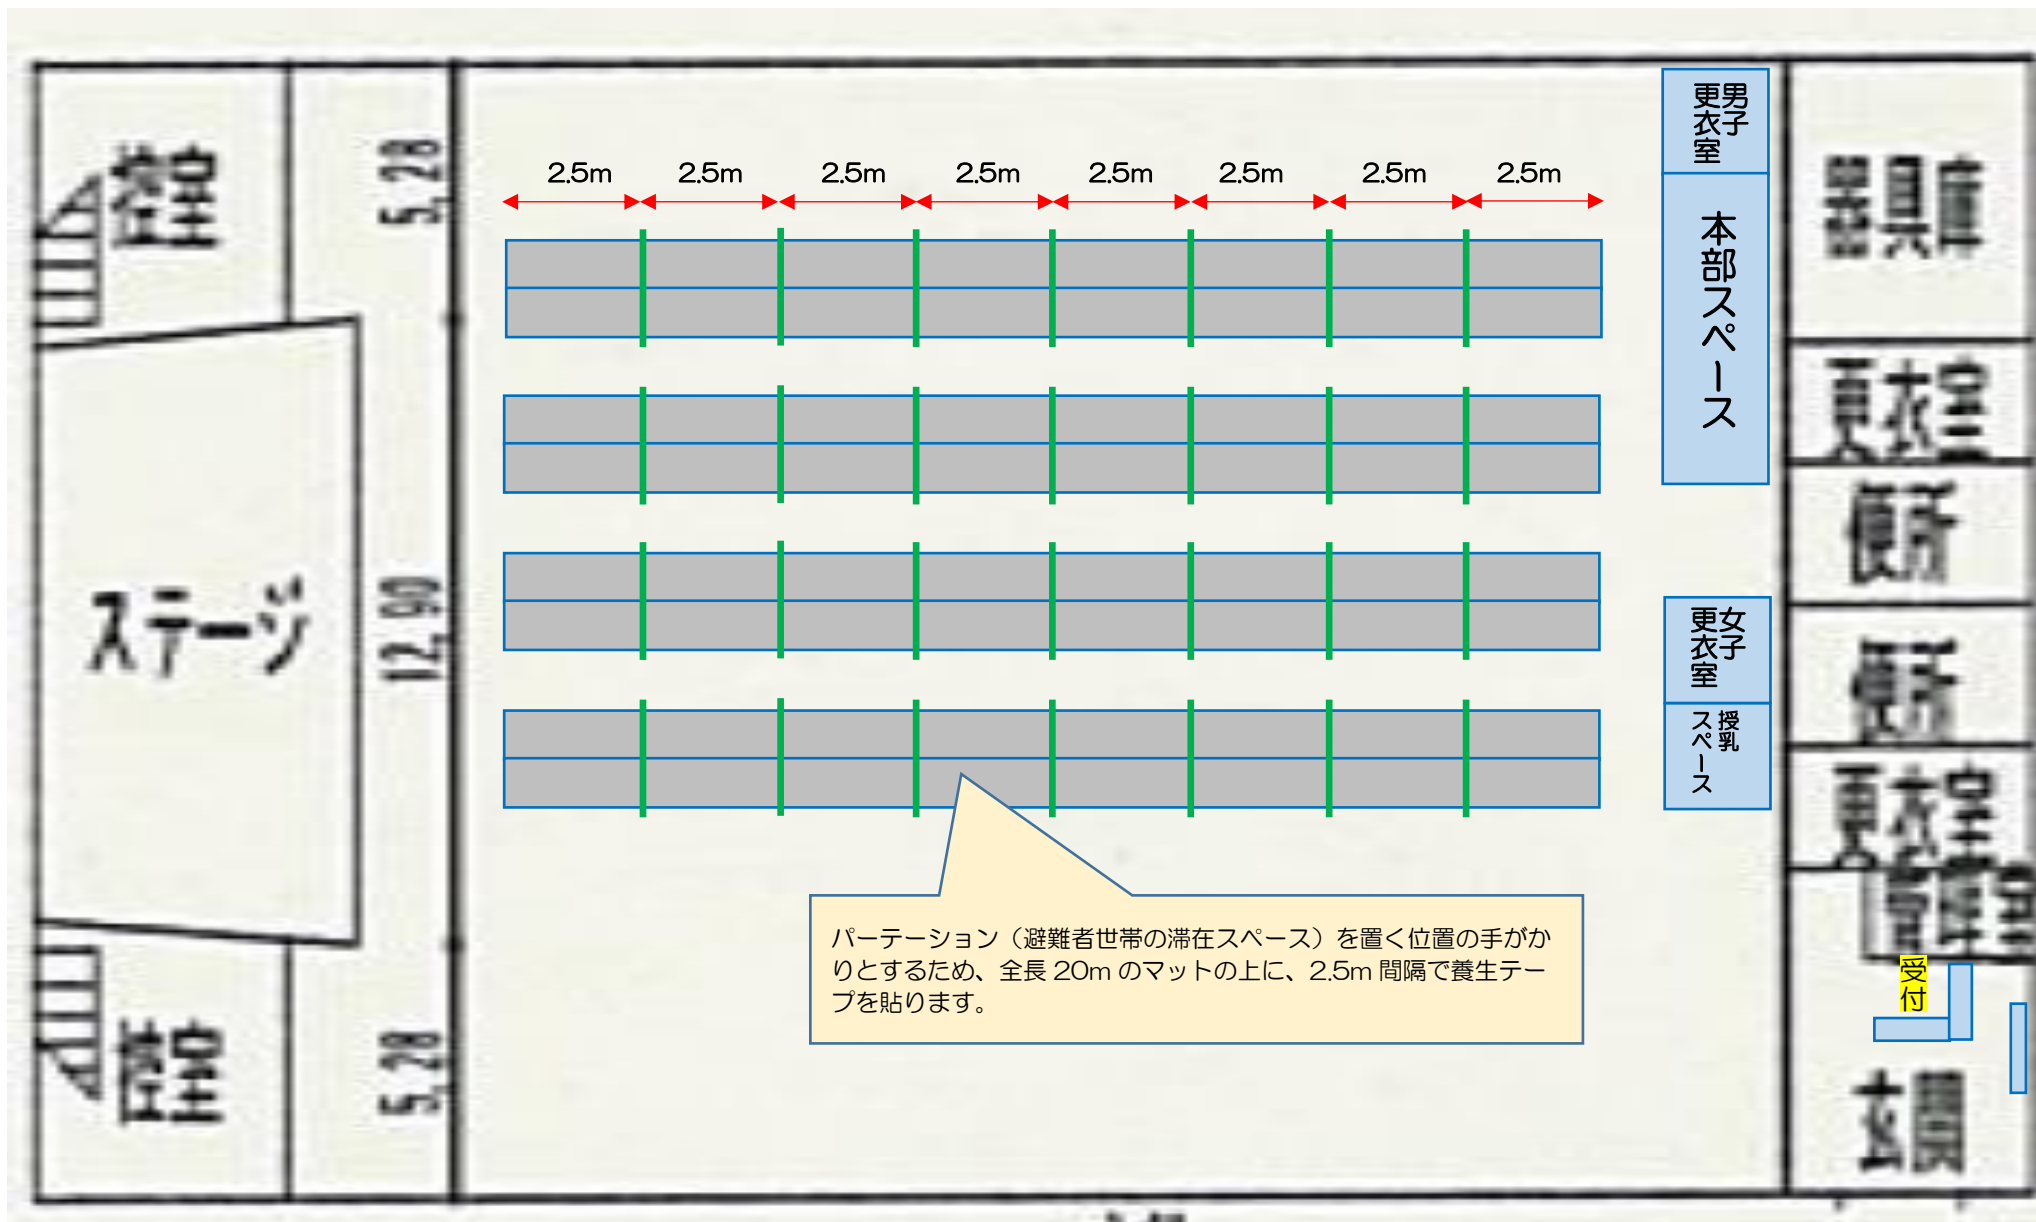 控室
5,28
2.5m 2.5m 2.5m 2.5m 2.5m 2.5m 2.5m 2.5m
男子
更衣室
本部スペース
器具庫
更衣室
便所
ステージ
12,90
便所
女子
更衣室
授乳
スペース
更衣室
管理室
パーテーション（避難者世帯の滞在スペース）を置く位置の手がか
りとするため、全長 20m のマットの上に、2.5m 間隔で養生テー
プを貼ります。
受付
控室
5,28
玄関